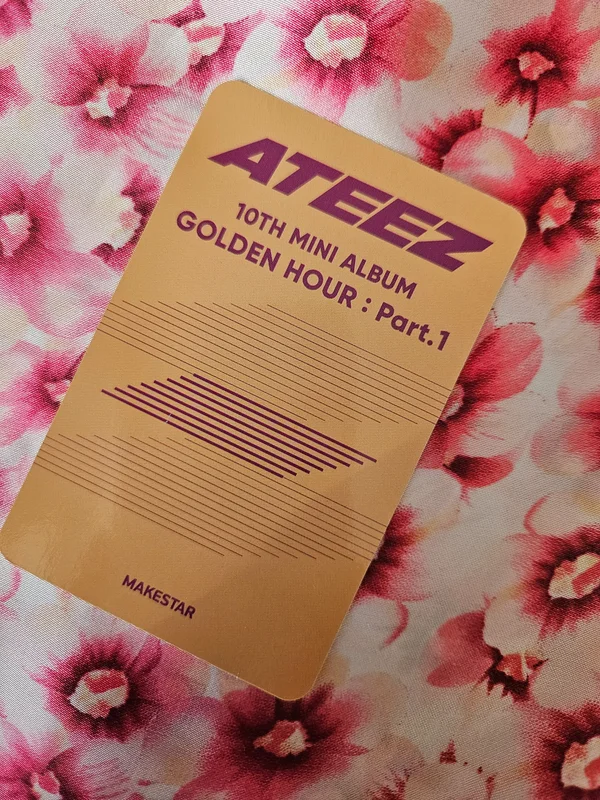 ATEEZ
10TH MINI ALBUM
GOLDEN HOUR : Part.1
MAKESTAR